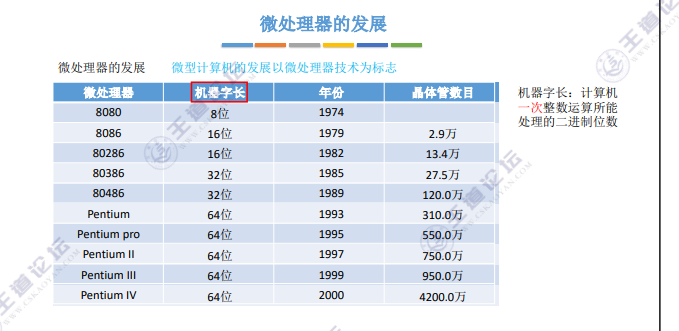 微处理器的发展
微处理器的发展 微型计算机的发展以微处理器技术为标志
微处理器 机器字长 年份 晶体管数目
8080 8位 1974
8086 16位 1979 2.9万
80286 16位 1982 13.4万
80386 32位 1985 27.5万
80486 32位 1989 120.0万
Pentium 64位 1993 310.0万
Pentium pro 64位 1995 550.0万
Pentium II 64位 1997 750.0万
Pentium III 64位 1999 950.0万
Pentium IV 64位 2000 4200.0万
机器字长：计算机
一次整数运算所能
处理的二进制位数
王道论坛
WWW.CSKAOYAN.COM